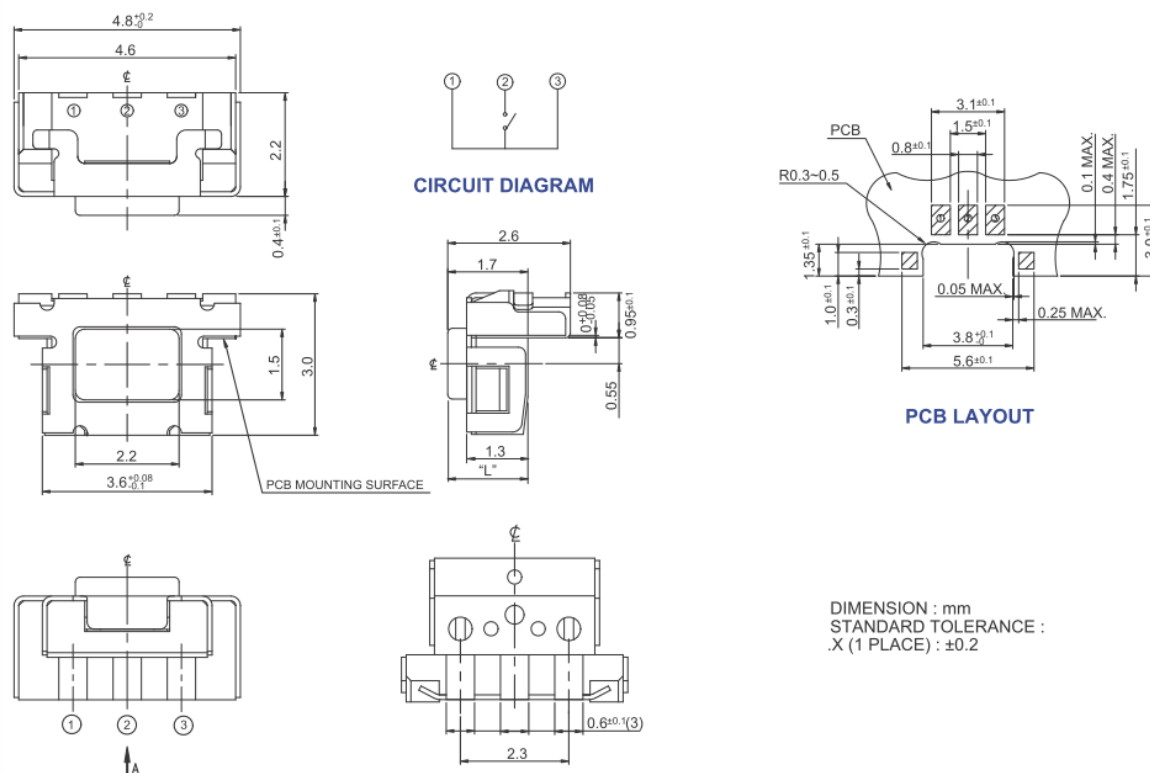 4.8+0.2 -0
4.6
℄
① ② ③
2.2
0.4±0.1
① ② ③
CIRCUIT DIAGRAM
3.1±0.1
1.5±0.1
0.8±0.1
PCB
R0.3~0.5
0.1 MAX.
0.4 MAX.
1.75±0.1
3.0±0.1
1.35±0.1
1.0±0.1
0.3±0.1
0.05 MAX.
0.25 MAX.
3.8+0.1 -0
5.6±0.1
PCB LAYOUT
℄
1.5
3.0
2.2
3.6+0.08 -0.1
PCB MOUNTING SURFACE
2.6
1.7
0+0.08 -0.05
0.95±0.1
℄
0.55
1.3
"L"
℄
① ② ③
A
℄
0.6±0.1(3)
2.3
DIMENSION : mm
STANDARD TOLERANCE :
.X (1 PLACE) : ±0.2